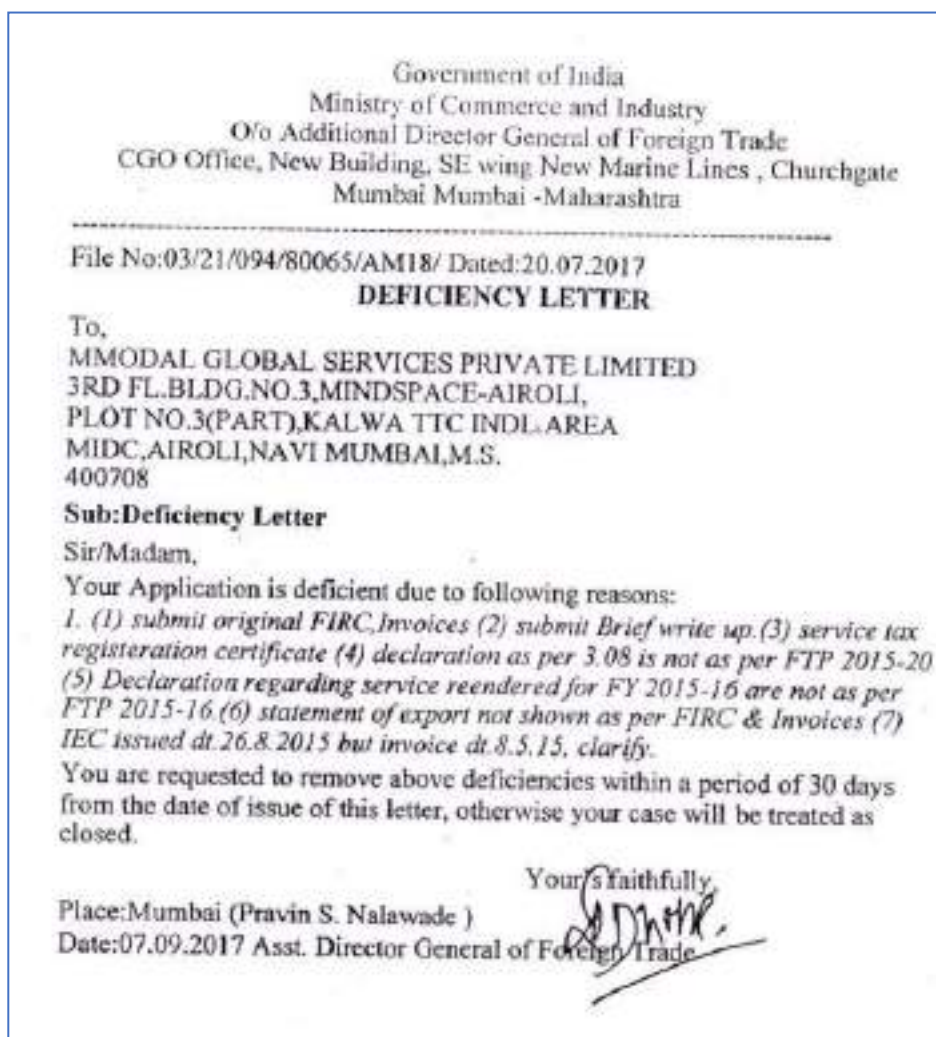 Government of India
Ministry of Commerce and Industry
O/o Additional Director General of Foreign Trade
CGO Office, New Building, SE wing New Marine Lines , Churchgate
Mumbai Mumbai -Maharashtra
File No:03/21/094/80065/AM18/ Dated:20.07.2017
DEFICIENCY LETTER
To,
MMODAL GLOBAL SERVICES PRIVATE LIMITED
3RD FL.BLDG.NO.3,MINDSPACE-AIROLI,
PLOT NO.3(PART),KALWA TTC INDL.AREA
MIDC,AIROLI,NAVI MUMBAI,M.S.
400708
Sub:Deficiency Letter
Sir/Madam,
Your Application is deficient due to following reasons:
1. (1) submit original FIRC,Invoices (2) submit Brief write up.(3) service tax
registeration certificate (4) declaration as per 3.08 is not as per FTP 2015-20
(5) Declaration regarding service reendered for FY 2015-16 are not as per
FTP 2015-16.(6) statement of export not shown as per FIRC & Invoices (7)
IEC issued dt.26.8.2015 but invoice dt.8.5.15, clarify.
You are requested to remove above deficiencies within a period of 30 days
from the date of issue of this letter, otherwise your case will be treated as
closed.
Your's faithfully,
Place:Mumbai (Pravin S. Nalawade )
Date:07.09.2017 Asst. Director General of Foreign Trade